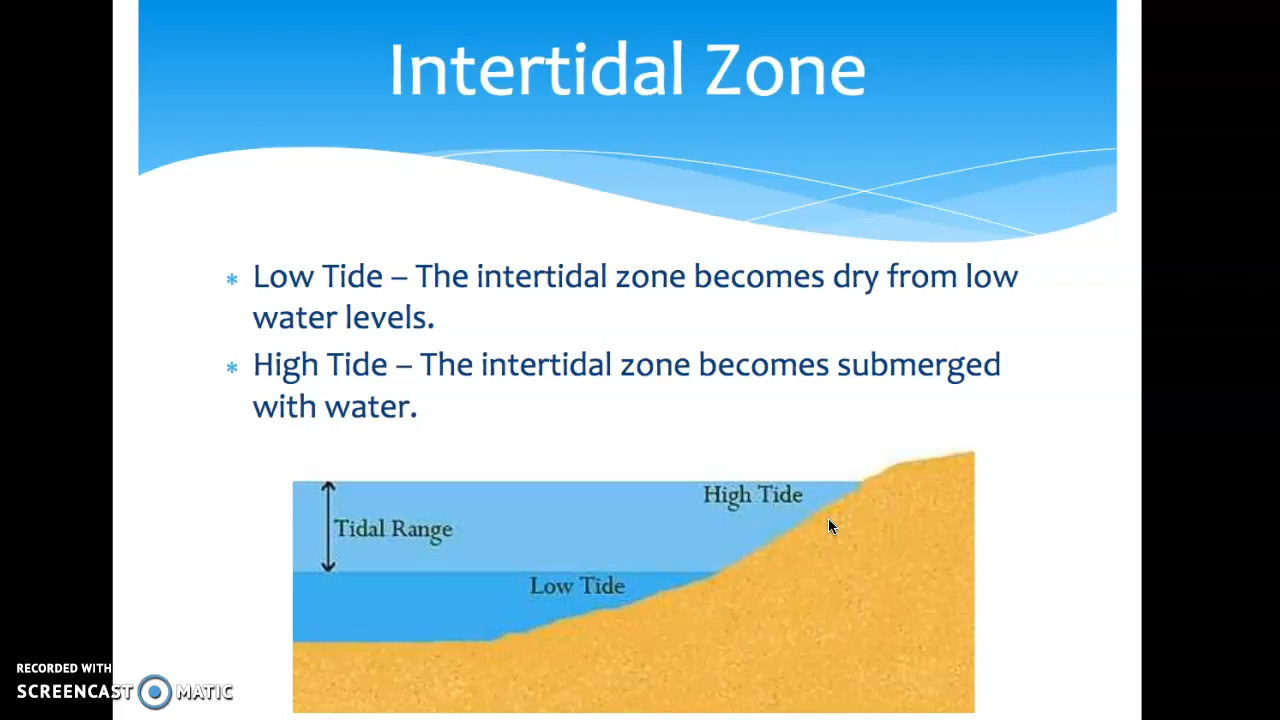 Intertidal Zone
* Low Tide – The intertidal zone becomes dry from low
water levels.
* High Tide – The intertidal zone becomes submerged
with water.
High Tide
Tidal Range
Low Tide
RECORDED WITH
SCREENCAST MATIC